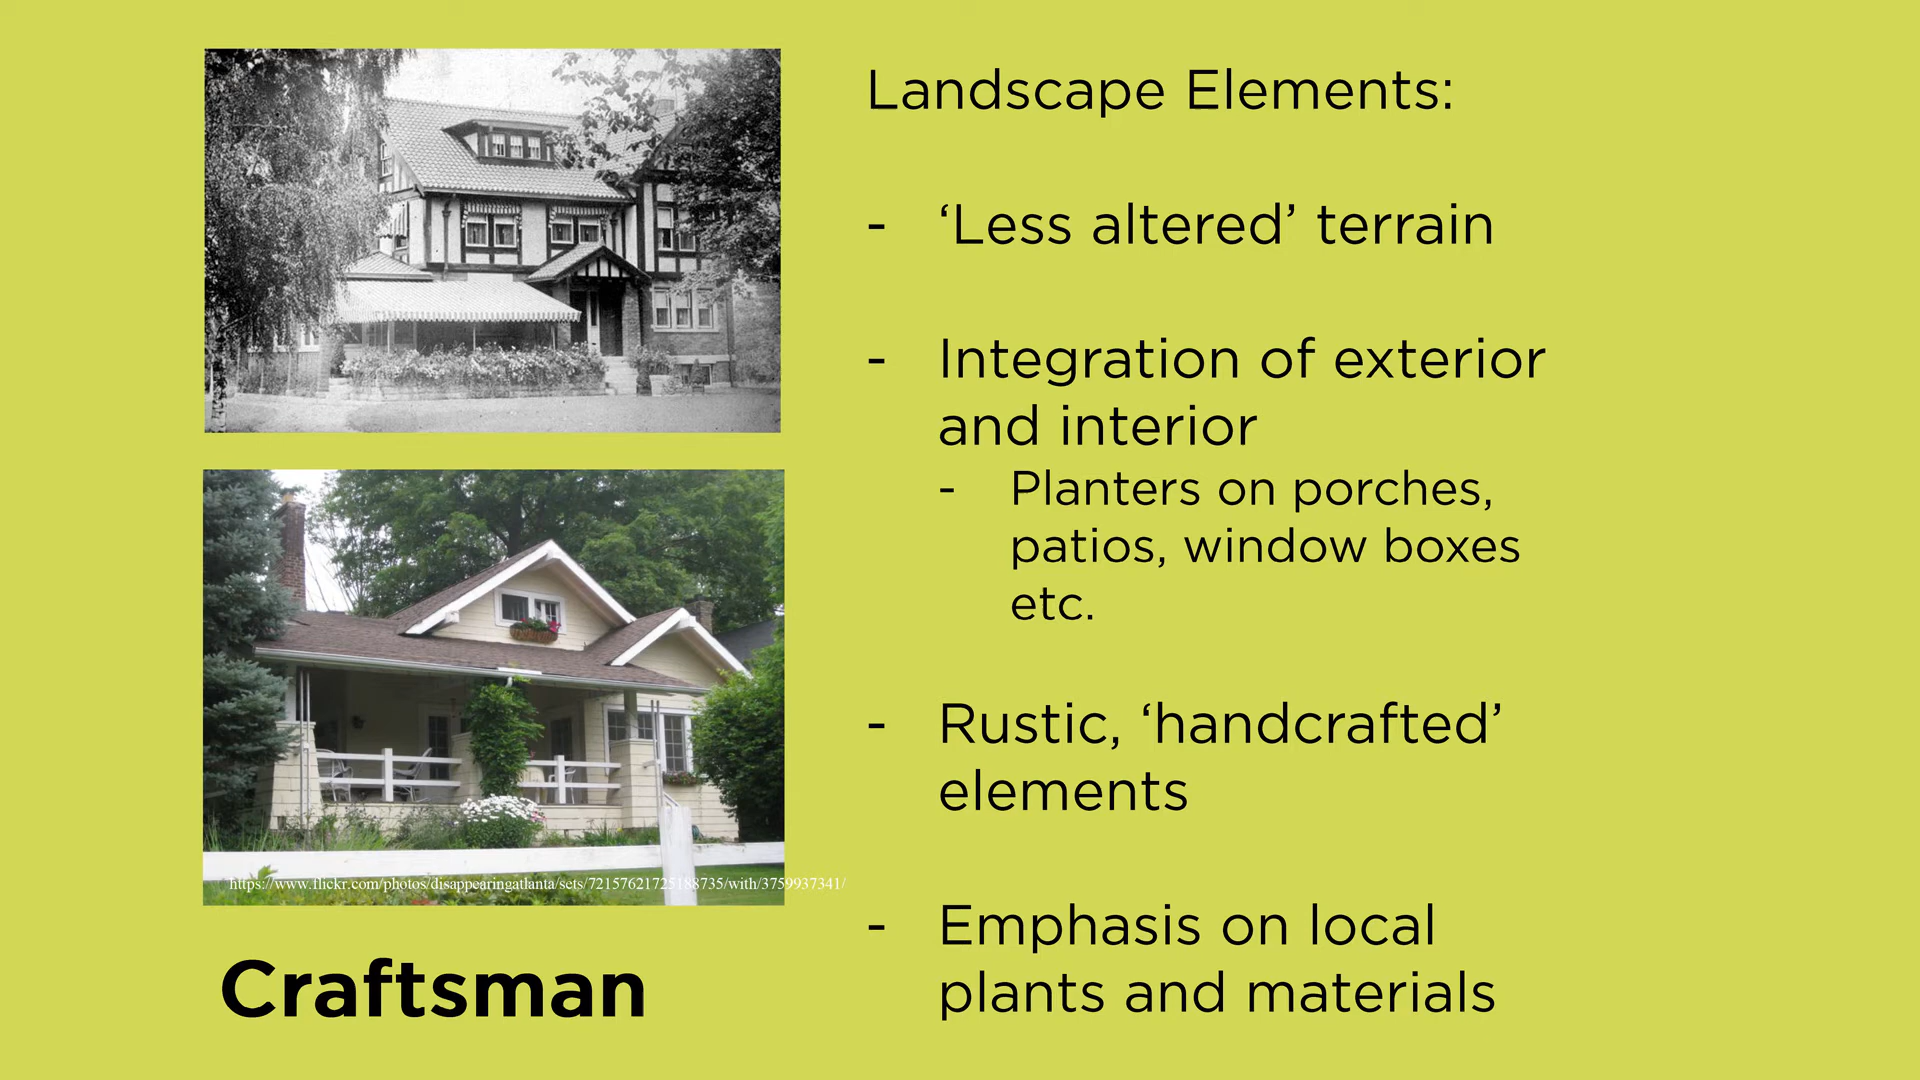 Landscape Elements:
- ‘Less altered’ terrain
- Integration of exterior
and interior
- Planters on porches,
patios, window boxes
etc.
- Rustic, ‘handcrafted’
elements
- Emphasis on local
plants and materials
https://www.flickr.com/photos/disappearingatlanta/sets/72157621725188735/with/3759937341/
Craftsman